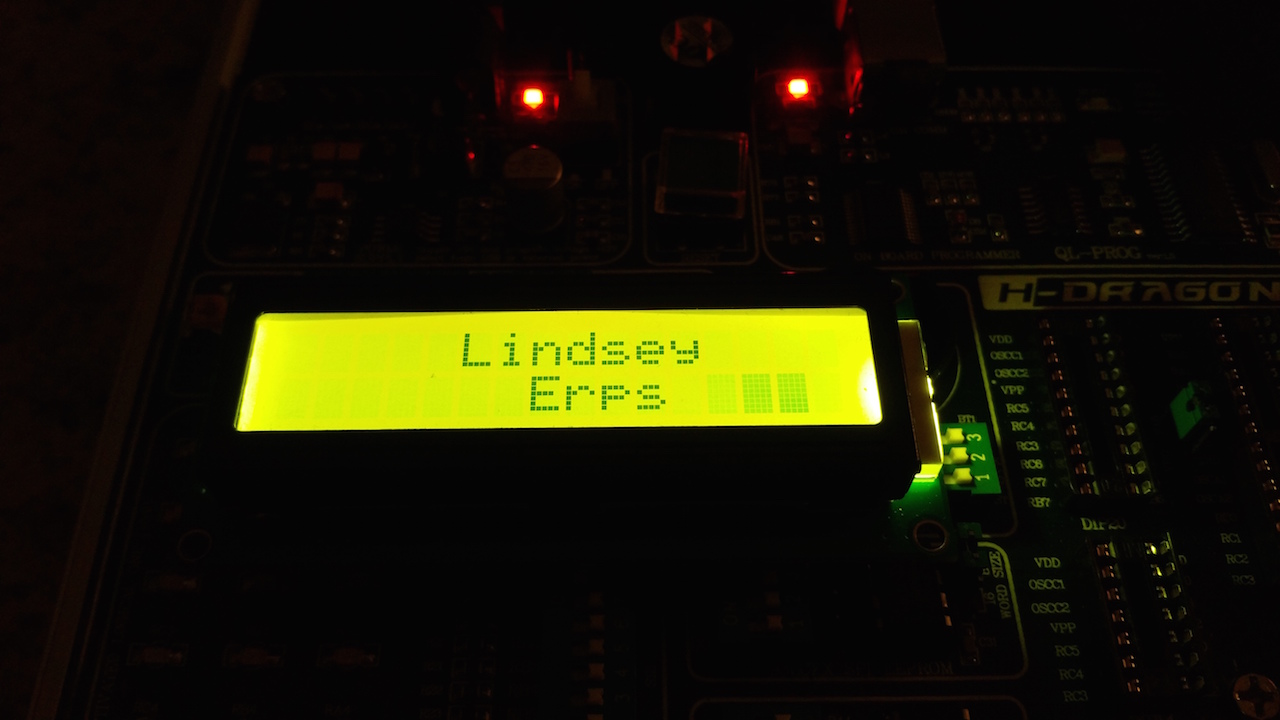 Lindsey
Erps
ON BOARD PROGRAMMER
QL-PROG
H-DRAGON
VDD
OSCC1
OSCC2
VPP
RC5
RC4
RC3
RC6
RC7
RB7
1 2 3
DIP20
RC1
RC2
RC3
WORD SIZE
VDD
OSCC1
OSCC2
VPP
RC5
RC4
RC3